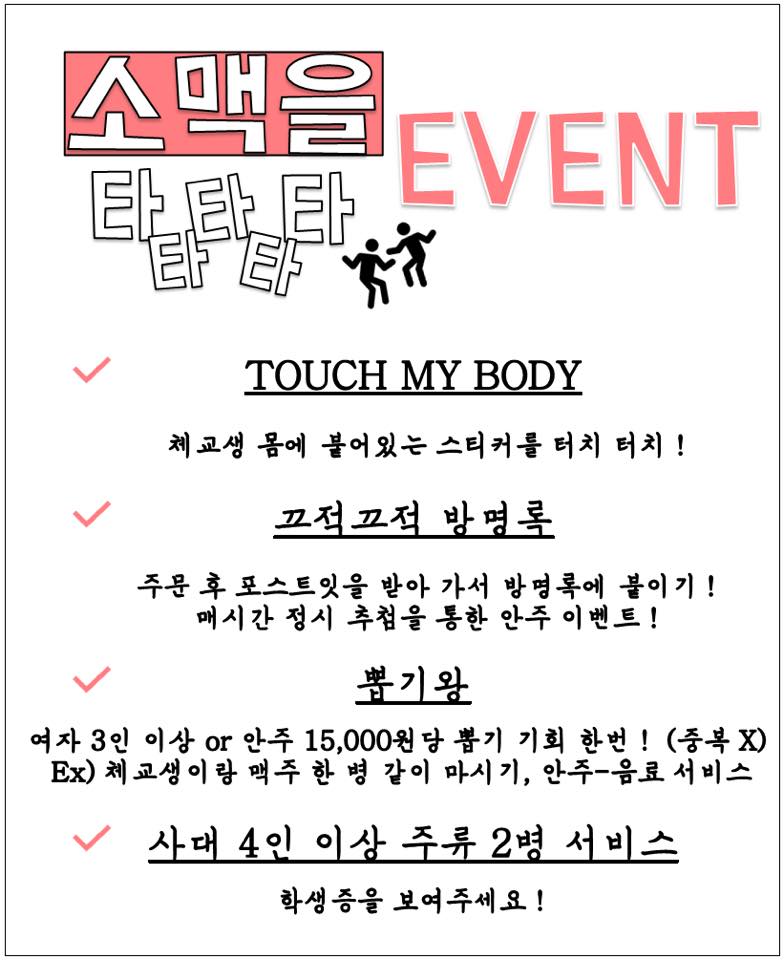 소맥을
타 타 타
타 타
EVENT
TOUCH MY BODY
체교생 몸에 붙어있는 스티커를 터치 터치 !
끄적끄적 방명록
주문 후 포스트잇을 받아 가서 방명록에 붙이기 !
매시간 정시 추첨을 통한 안주 이벤트 !
뽑기왕
여자 3인 이상 or 안주 15,000원당 뽑기 기회 한번 ! (중복 X)
Ex) 체교생이랑 맥주 한 병 같이 마시기, 안주-음료 서비스
사대 4인 이상 주류 2병 서비스
학생증을 보여주세요 !